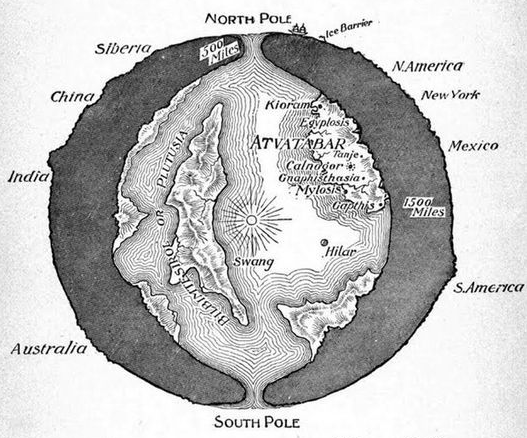 NORTH POLE
Ice Barrier
Siberia
500
Miles
N.America
China
Kioram
New York
Egyplosis
PLUTUSIA
ATVATABAR
Tanje
Mexico
Calnogor
India
Gnaphisthasia
Mylosis
OR
Gapthis
1500
Miles
Hilar
Swang
BILBIMTESIROL
S.America
Australia
SOUTH POLE